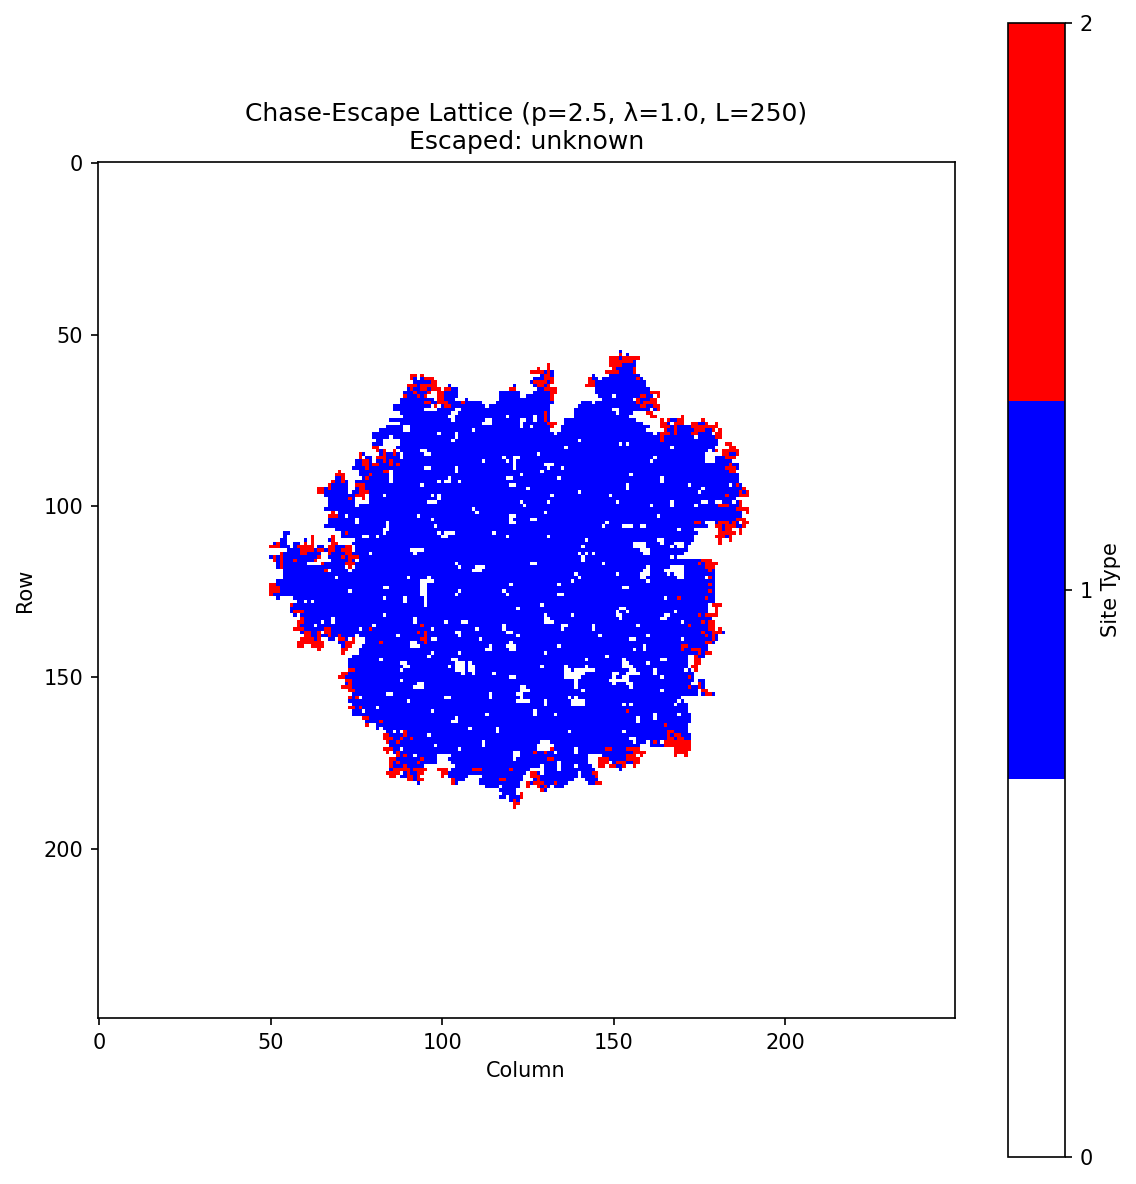 Chase-Escape Lattice (p=2.5, λ=1.0, L=250)
Escaped: unknown
0
50
100
150
200
Row
0
50
100
150
200
Column
2
1
0
Site Type